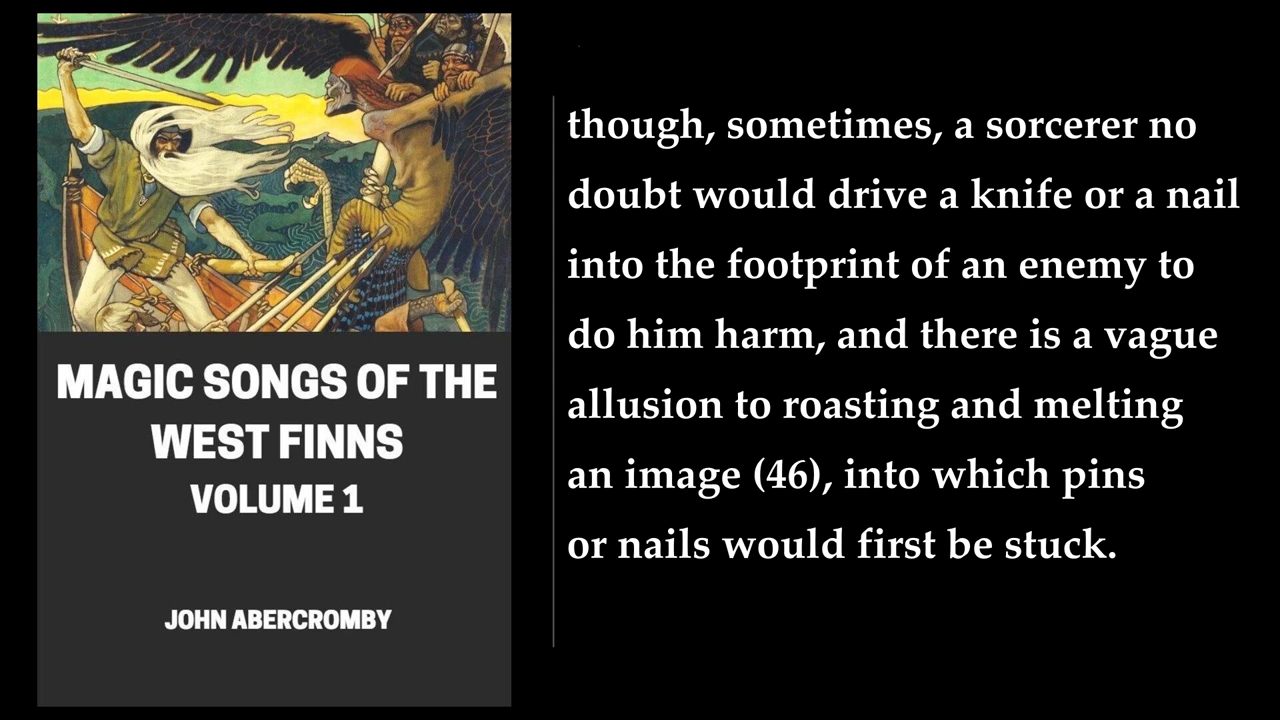 MAGIC SONGS OF THE
WEST FINNS
VOLUME 1
JOHN ABERCROMBY
though, sometimes, a sorcerer no
doubt would drive a knife or a nail
into the footprint of an enemy to
do him harm, and there is a vague
allusion to roasting and melting
an image (46), into which pins
or nails would first be stuck.